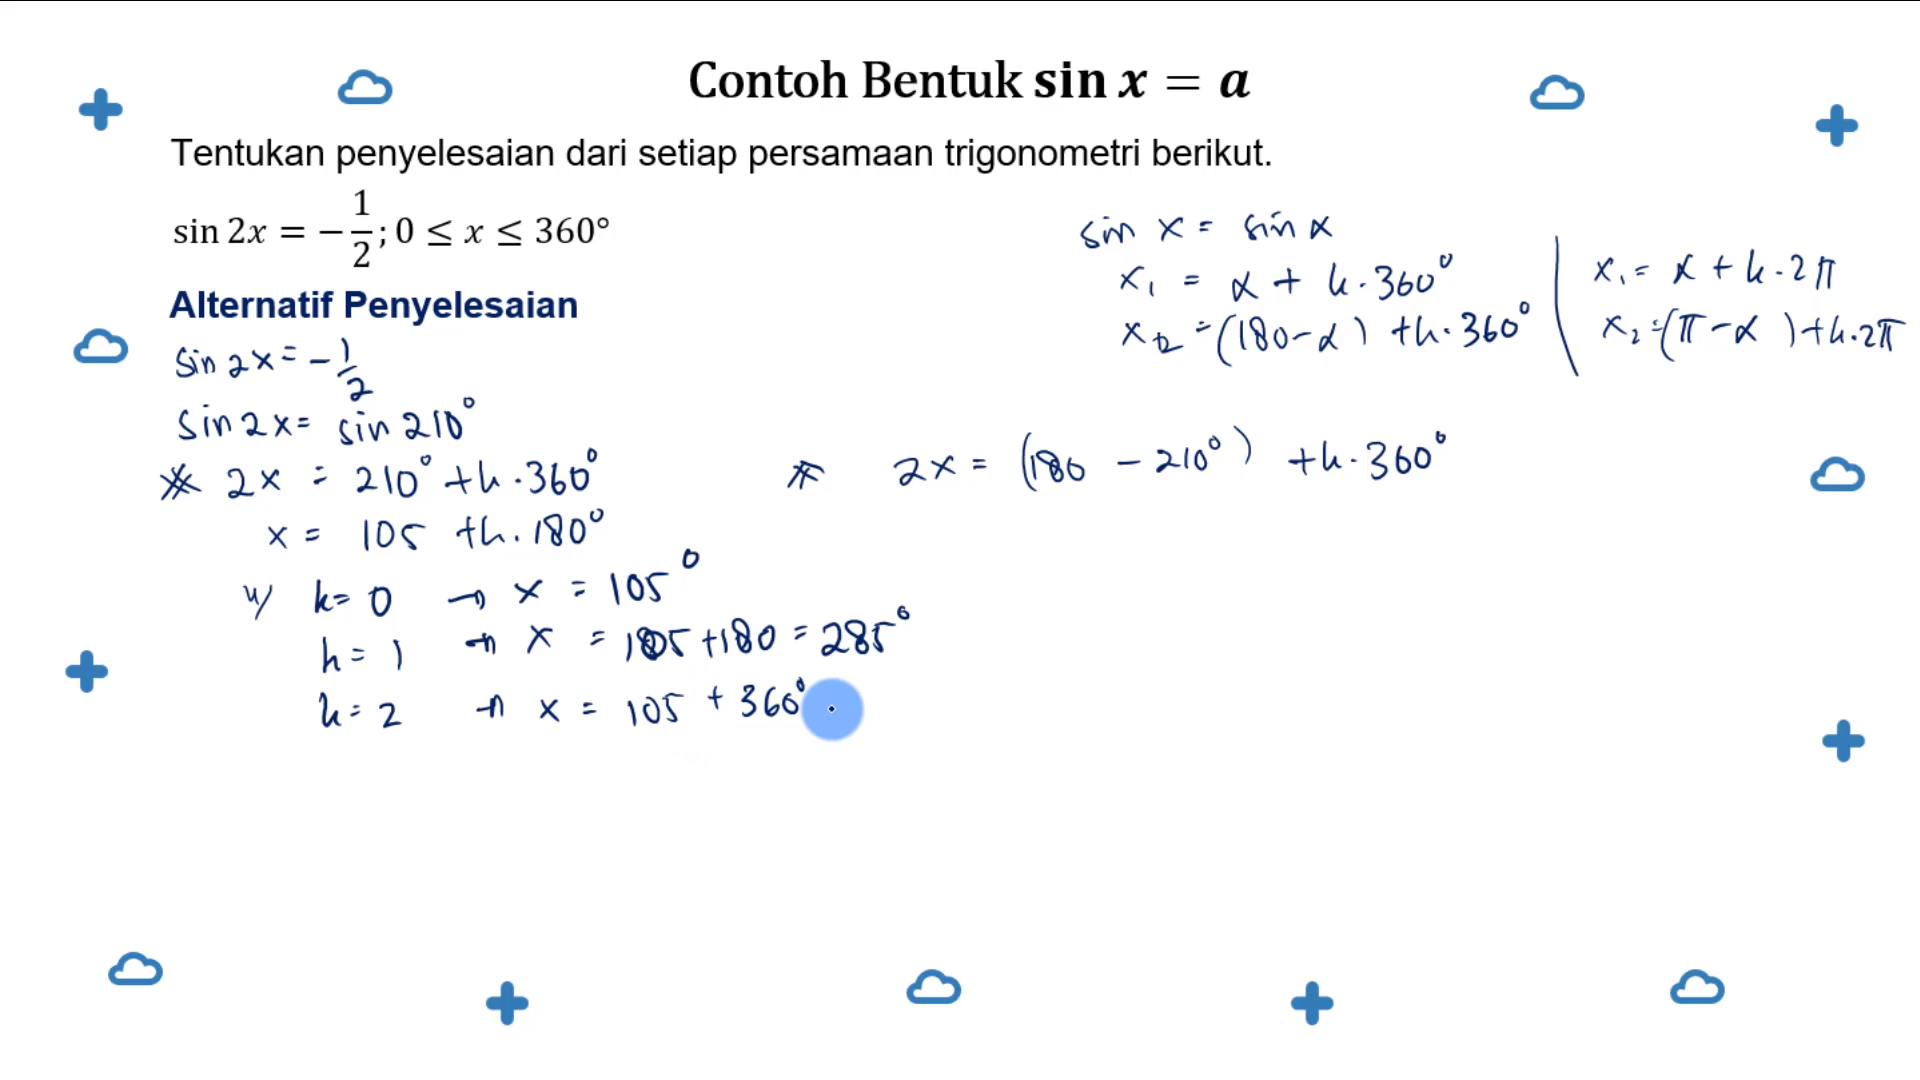 Contoh Bentuk sin x = a
Tentukan penyelesaian dari setiap persamaan trigonometri berikut.
sin 2x = −1/2 ; 0 ≤ x ≤ 360°
sin x = sin α
x₁ = α + k · 360°
x₂ = (180 − α) + k · 360°
x₁ = α + k · 2π
x₂ = (π − α) + k · 2π
Alternatif Penyelesaian
sin 2x = −1/2
sin 2x = sin 210°
* 2x = 210° + k · 360°
x = 105 + k · 180°
u/ k = 0 → x = 105°
k = 1 → x = 105 + 180 = 285°
k = 2 → x = 105 + 360°
* 2x = (180 − 210°) + k · 360°